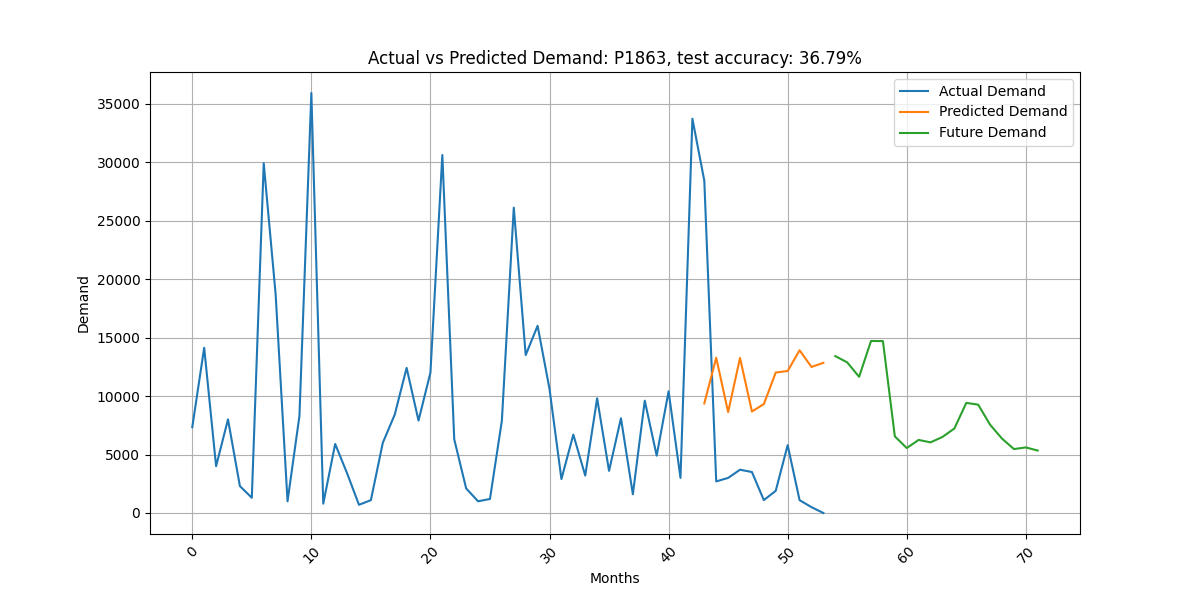 Actual vs Predicted Demand: P1863, test accuracy: 36.79%
Actual Demand
Predicted Demand
Future Demand
Demand
35000
30000
25000
20000
15000
10000
5000
0
0
10
20
30
40
50
60
70
Months